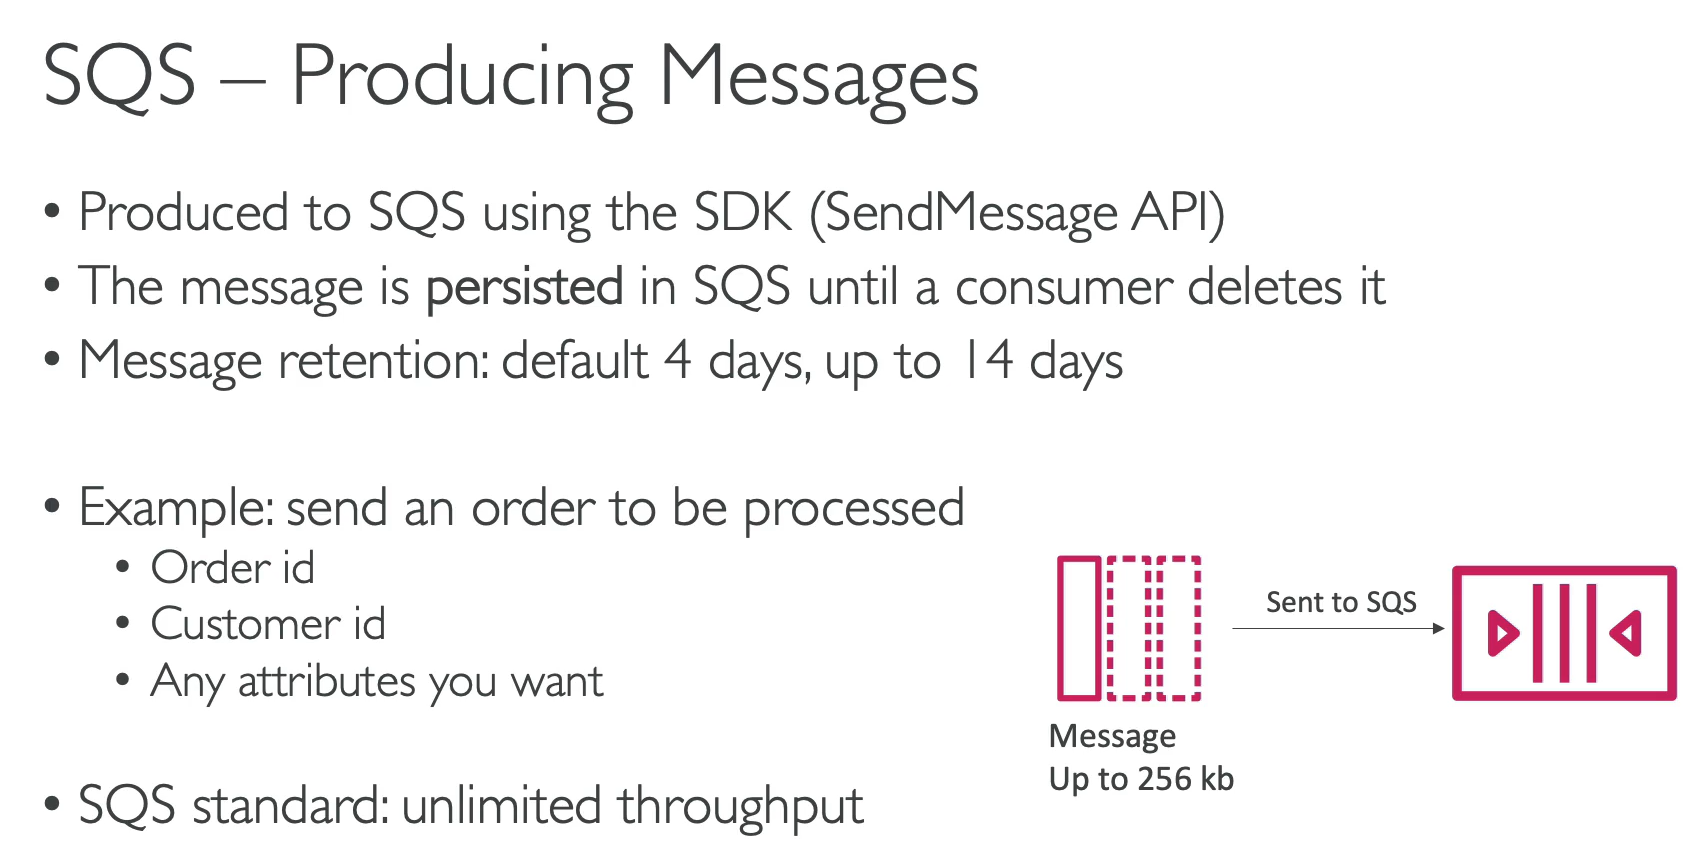 SQS – Producing Messages
• Produced to SQS using the SDK (SendMessage API)
• The message is persisted in SQS until a consumer deletes it
• Message retention: default 4 days, up to 14 days
• Example: send an order to be processed
• Order id
• Customer id
• Any attributes you want
• SQS standard: unlimited throughput
Sent to SQS
Message
Up to 256 kb